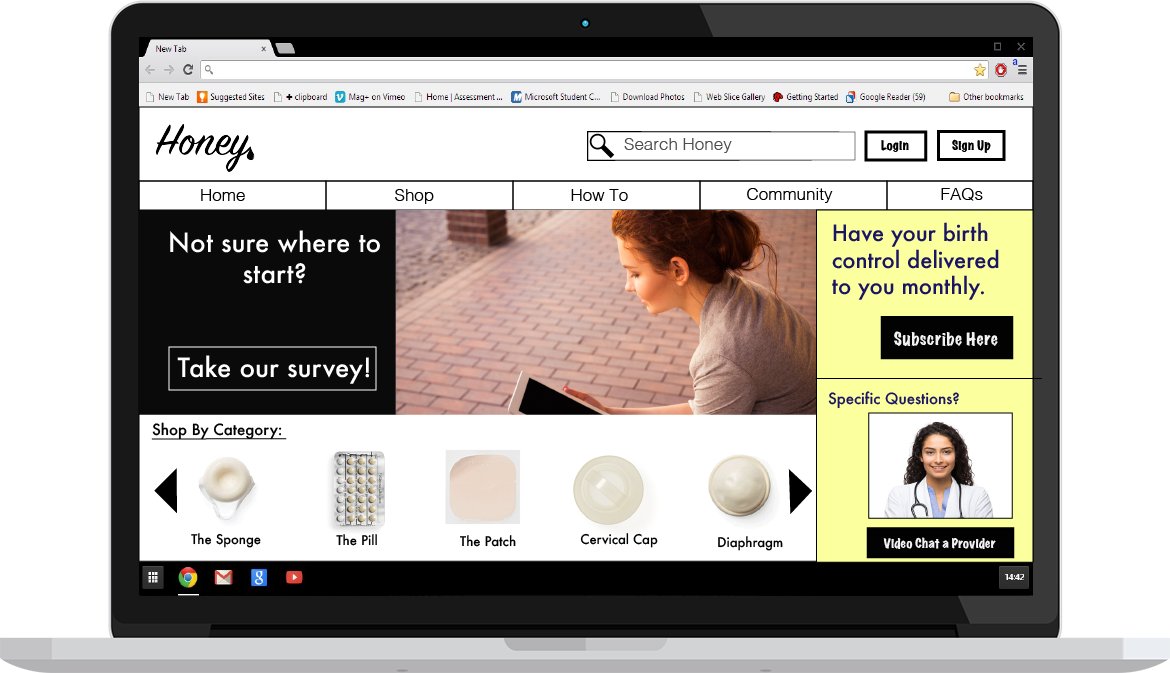 New Tab x
a
New Tab Suggested Sites + clipboard Mag+ on Vimeo Home | Assessment ... Microsoft Student C... Download Photos Web Slice Gallery Getting Started Google Reader (59) Other bookmarks
Honey
Search Honey
Login
Sign Up
Home Shop How To Community FAQs
Not sure where to
start?
Take our survey!
Have your birth
control delivered
to you monthly.
Subscribe Here
Specific Questions?
Video Chat a Provider
Shop By Category:
The Sponge The Pill The Patch Cervical Cap Diaphragm
8
14:42